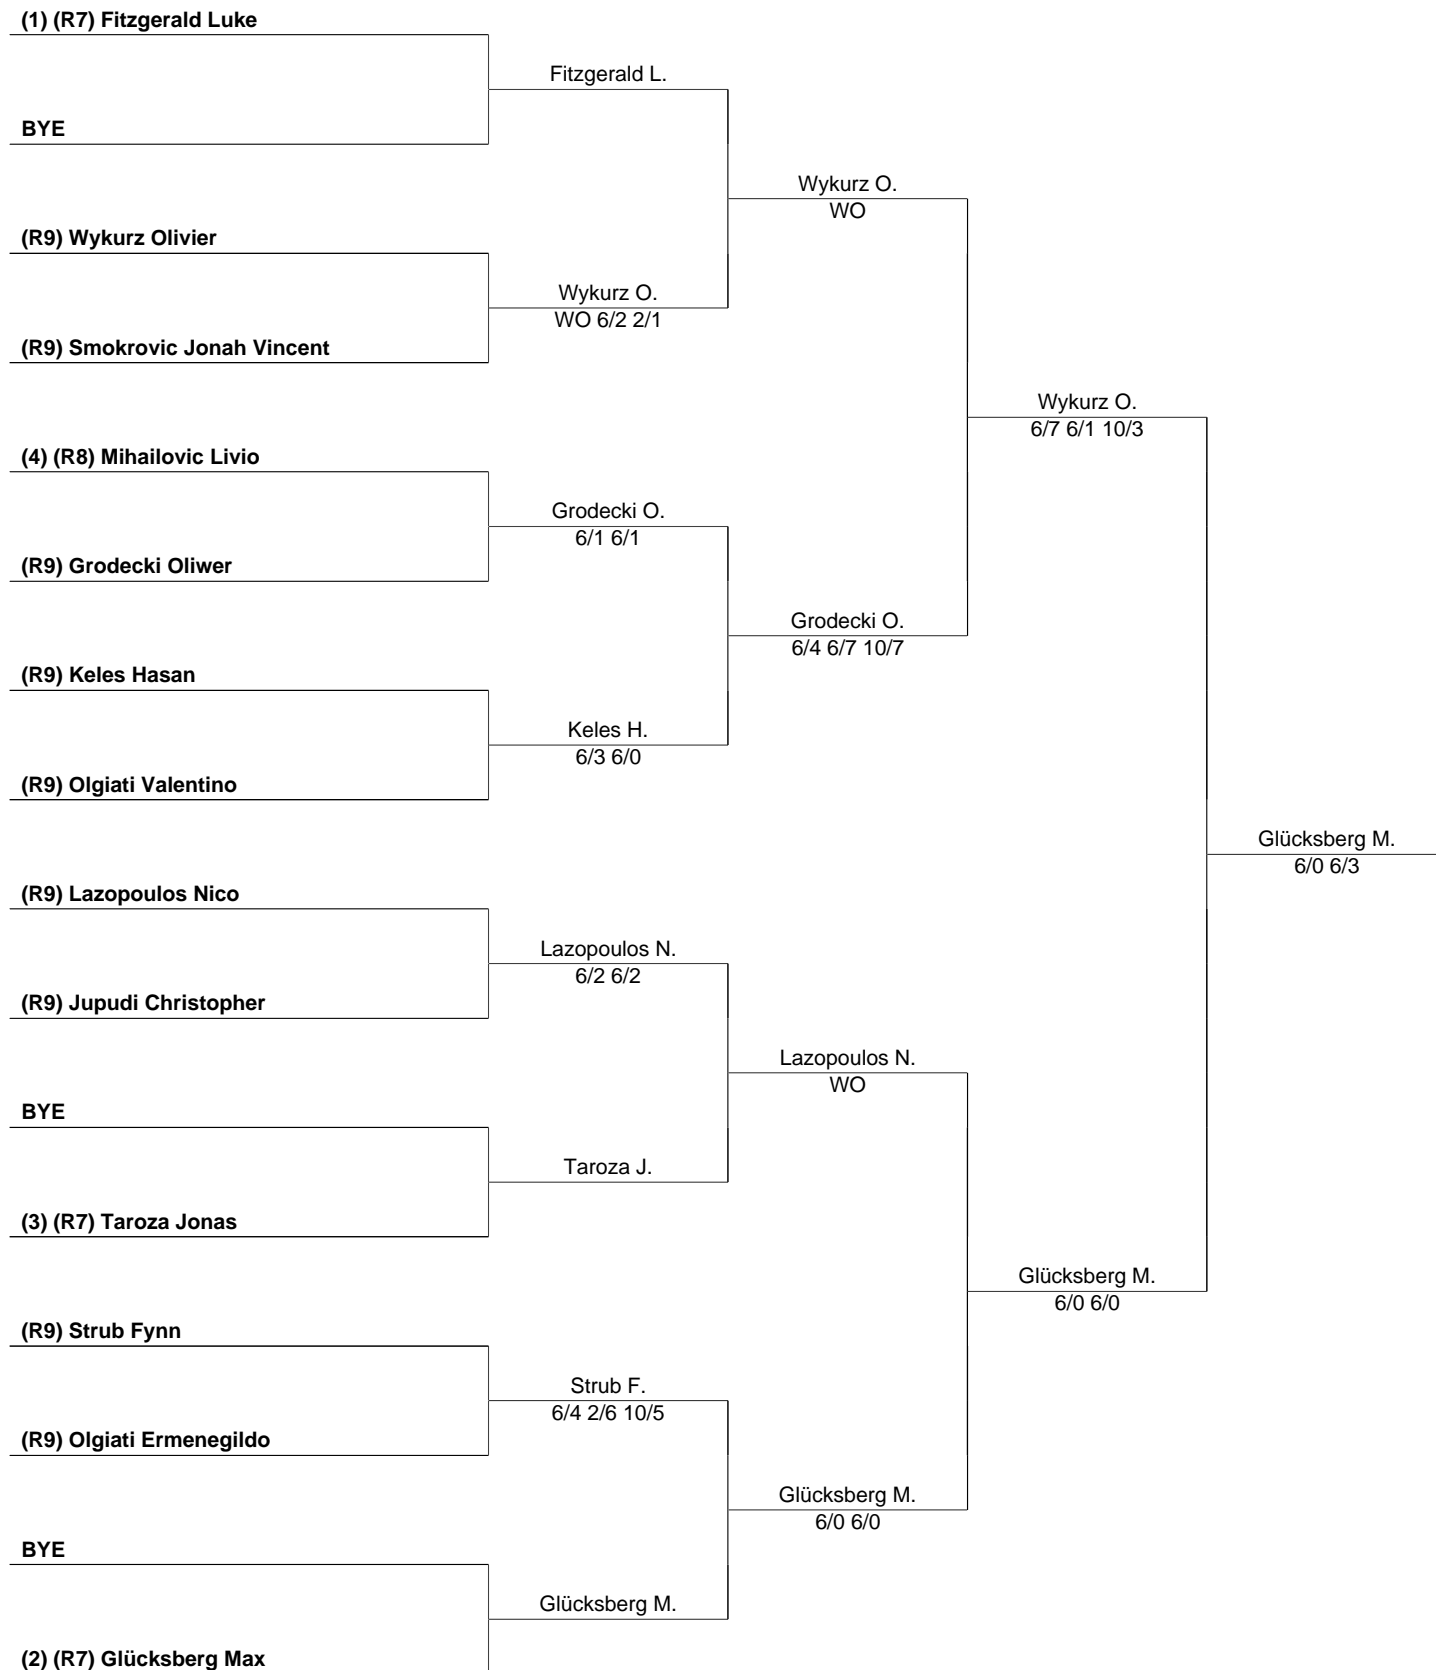 (1) (R7) Fitzgerald Luke
Fitzgerald L.
BYE
Wykurz O.
WO
(R9) Wykurz Olivier
Wykurz O.
WO 6/2 2/1
(R9) Smokrovic Jonah Vincent
Wykurz O.
6/7 6/1 10/3
(4) (R8) Mihailovic Livio
Grodecki O.
6/1 6/1
(R9) Grodecki Oliwer
Grodecki O.
6/4 6/7 10/7
(R9) Keles Hasan
Keles H.
6/3 6/0
(R9) Olgiati Valentino
Glücksberg M.
6/0 6/3
(R9) Lazopoulos Nico
Lazopoulos N.
6/2 6/2
(R9) Jupudi Christopher
Lazopoulos N.
WO
BYE
Taroza J.
(3) (R7) Taroza Jonas
Glücksberg M.
6/0 6/0
(R9) Strub Fynn
Strub F.
6/4 2/6 10/5
(R9) Olgiati Ermenegildo
Glücksberg M.
6/0 6/0
BYE
Glücksberg M.
(2) (R7) Glücksberg Max